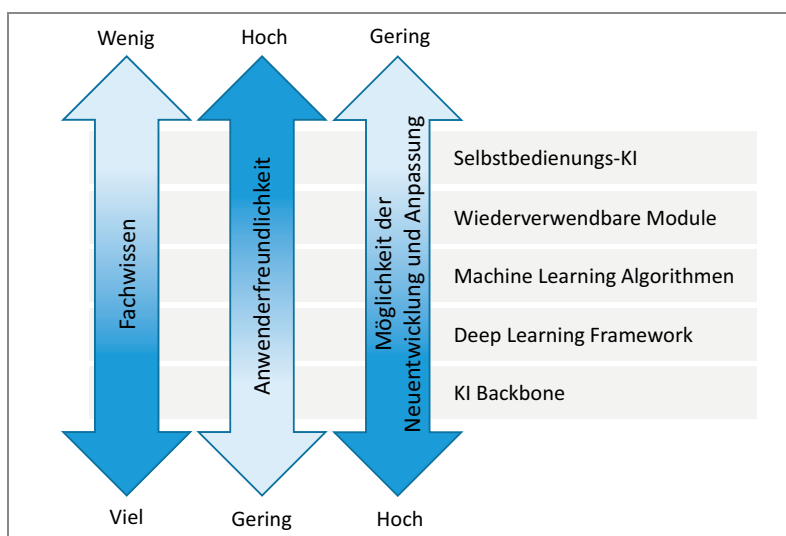 Wenig
Hoch
Gering
Fachwissen
Anwenderfreundlichkeit
Möglichkeit der
Neuentwicklung und Anpassung
Selbstbedienungs-KI
Wiederverwendbare Module
Machine Learning Algorithmen
Deep Learning Framework
KI Backbone
Viel
Gering
Hoch